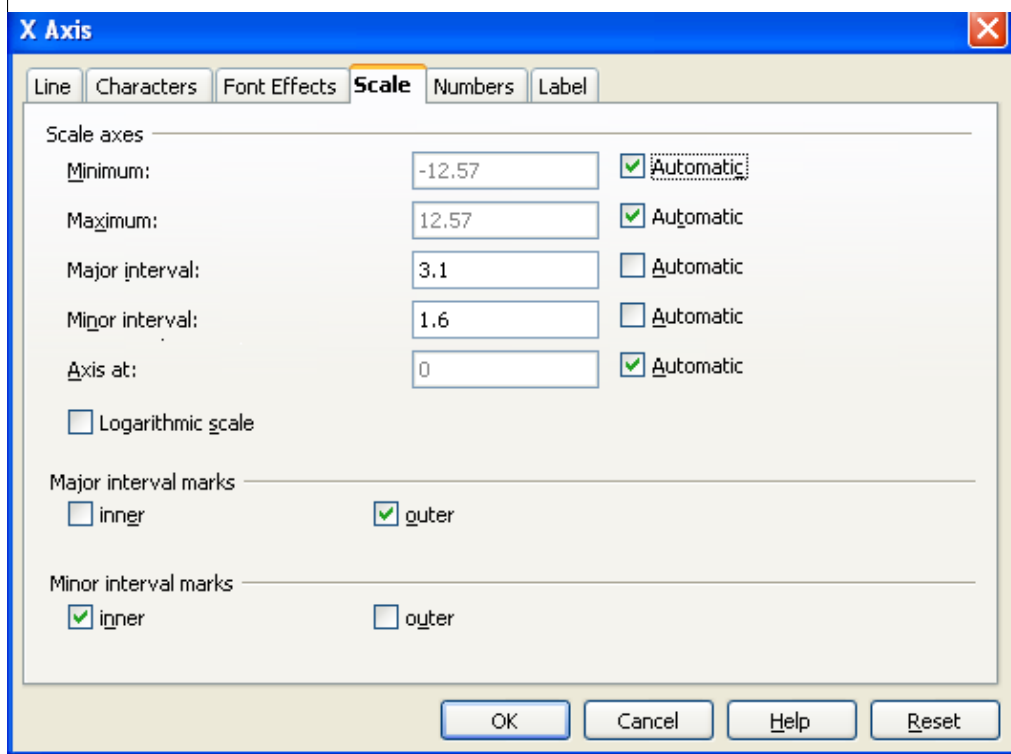 X Axis
Line Characters Font Effects Scale Numbers Label
Scale axes
Minimum: -12.57 Automatic
Maximum: 12.57 Automatic
Major interval: 3.1 Automatic
Minor interval: 1.6 Automatic
Axis at: 0 Automatic
Logarithmic scale
Major interval marks
inner outer
Minor interval marks
inner outer
OK Cancel Help Reset